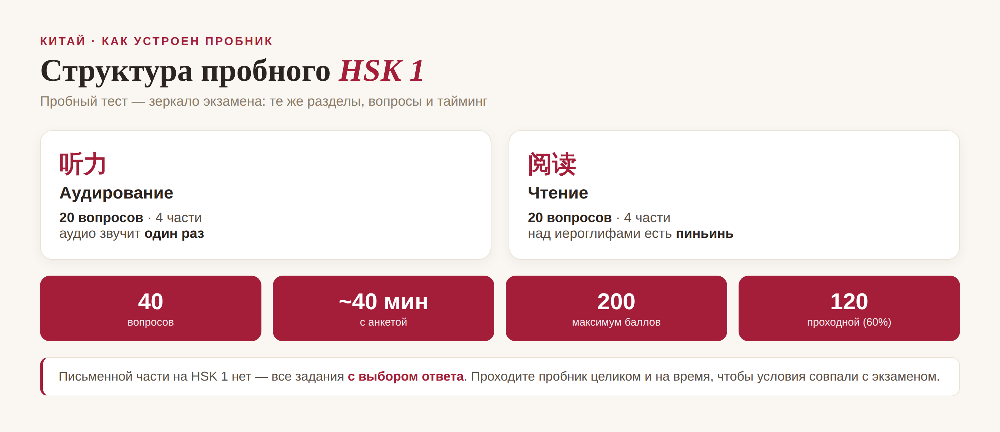 КИТАЙ · КАК УСТРОЕН ПРОБНИК
Структура пробного HSK 1
Пробный тест — зеркало экзамена: те же разделы, вопросы и тайминг
听力
Аудирование
20 вопросов · 4 части
аудио звучит один раз
阅读
Чтение
20 вопросов · 4 части
над иероглифами есть пиньинь
40
вопросов
~40 мин
с анкетой
200
максимум баллов
120
проходной (60%)
Письменной части на HSK 1 нет — все задания с выбором ответа. Проходите пробник целиком и на время, чтобы условия совпали с экзаменом.